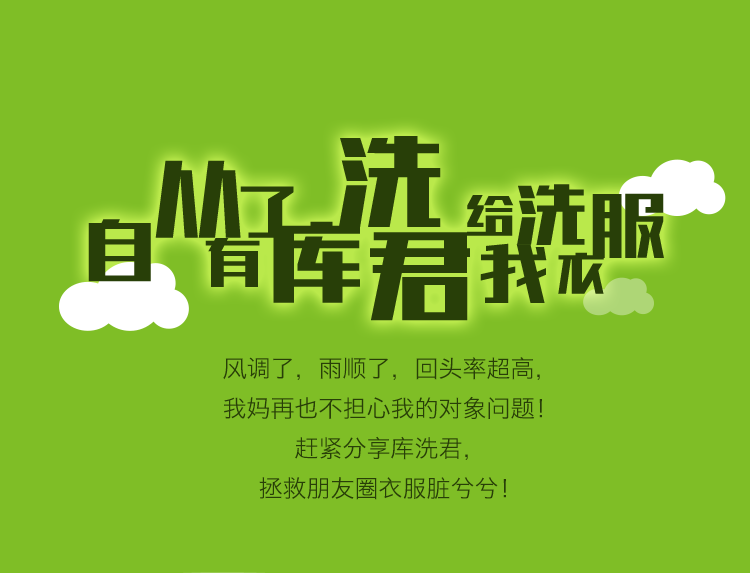 自从有了库洗君给我洗衣服
风调了，雨顺了，回头率超高，
我妈再也不担心我的对象问题！
赶紧分享库洗君，
拯救朋友圈衣服脏兮兮！